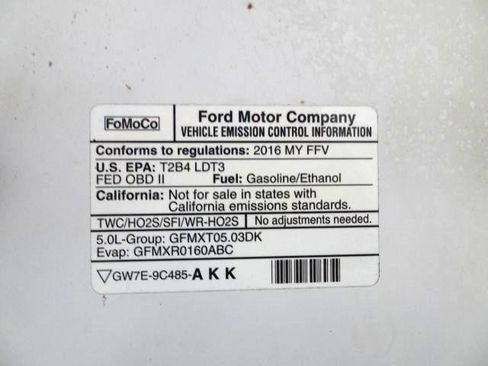 FoMoCo
Ford Motor Company
VEHICLE EMISSION CONTROL INFORMATION
Conforms to regulations: 2016 MY FFV
U.S. EPA: T2B4 LDT3
FED OBD II Fuel: Gasoline/Ethanol
California: Not for sale in states with
California emissions standards.
TWC/HO2S/SFI/WR-HO2S No adjustments needed.
5.0L-Group: GFMXT05.03DK
Evap: GFMXR0160ABC
▽GW7E-9C485-AKK